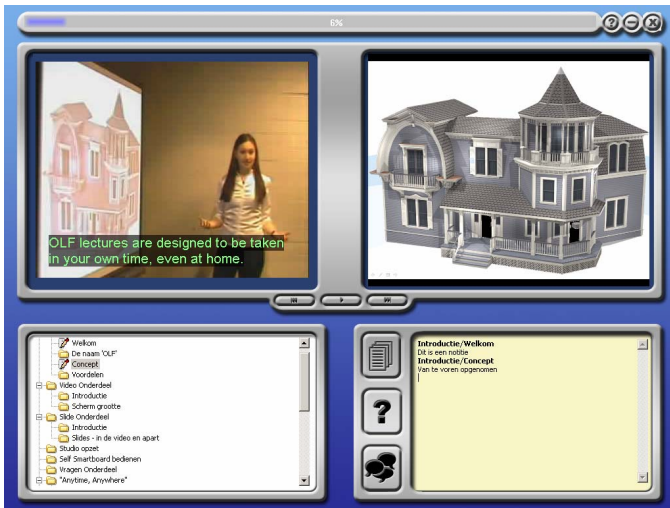 6%
OLF lectures are designed to be taken
in your own time, even at home.
Welkom
De naam 'OLF'
Concept
Voordelen
Video Onderdeel
Introductie
Scherm grootte
Slide Onderdeel
Introductie
Slides - in de video en apart
Studio opzet
Self Smartboard bedienen
Vragen Onderdeel
"Anytime, Anywhere"
?
Introductie/Welkom
Dit is een notitie
Introductie/Concept
Van te voren opgenomen